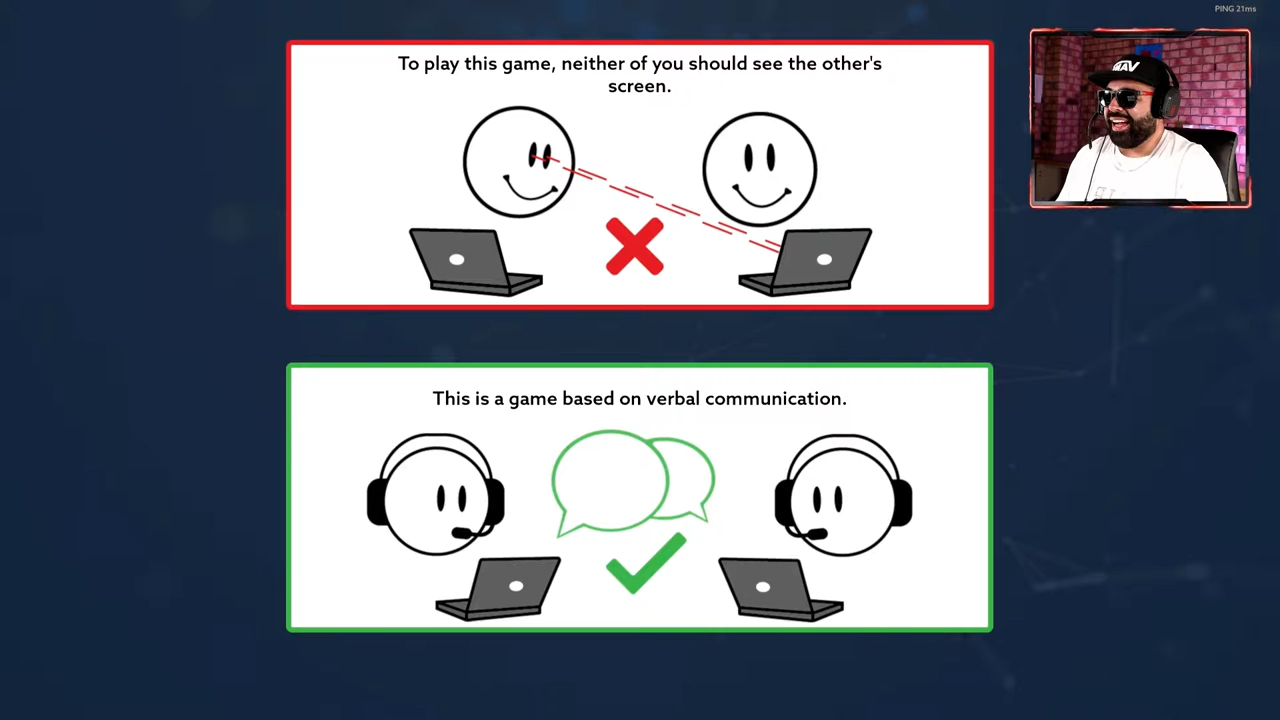 PING 21ms
To play this game, neither of you should see the other's
screen.
This is a game based on verbal communication.